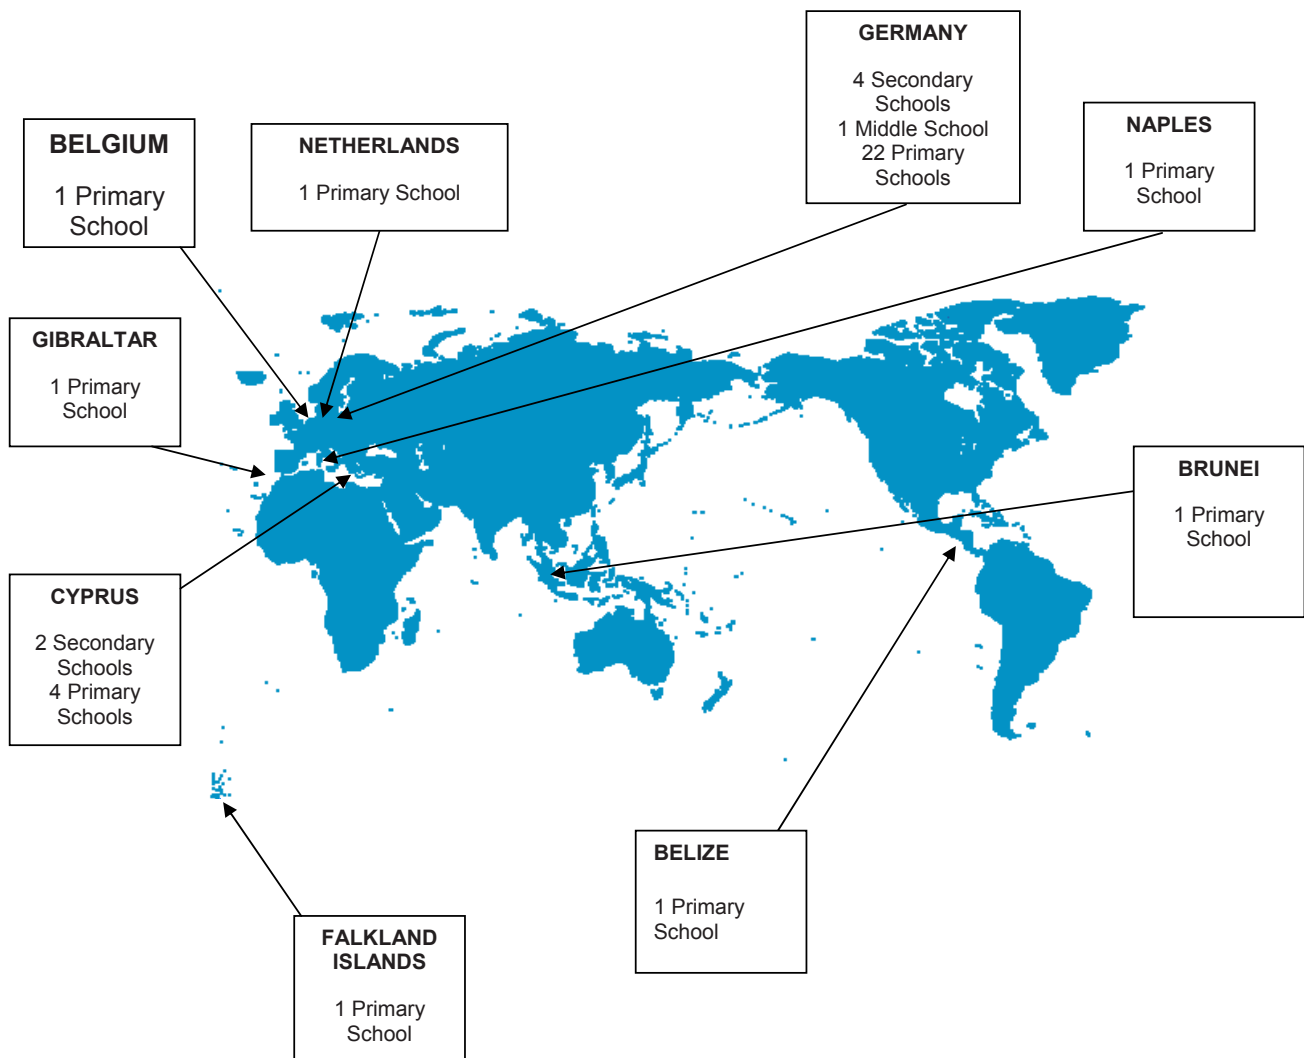 GERMANY
4 Secondary
Schools
1 Middle School
22 Primary
Schools
NAPLES
1 Primary
School
BELGIUM
1 Primary
School
NETHERLANDS
1 Primary School
GIBRALTAR
1 Primary
School
BRUNEI
1 Primary
School
CYPRUS
2 Secondary
Schools
4 Primary
Schools
BELIZE
1 Primary
School
FALKLAND
ISLANDS
1 Primary
School